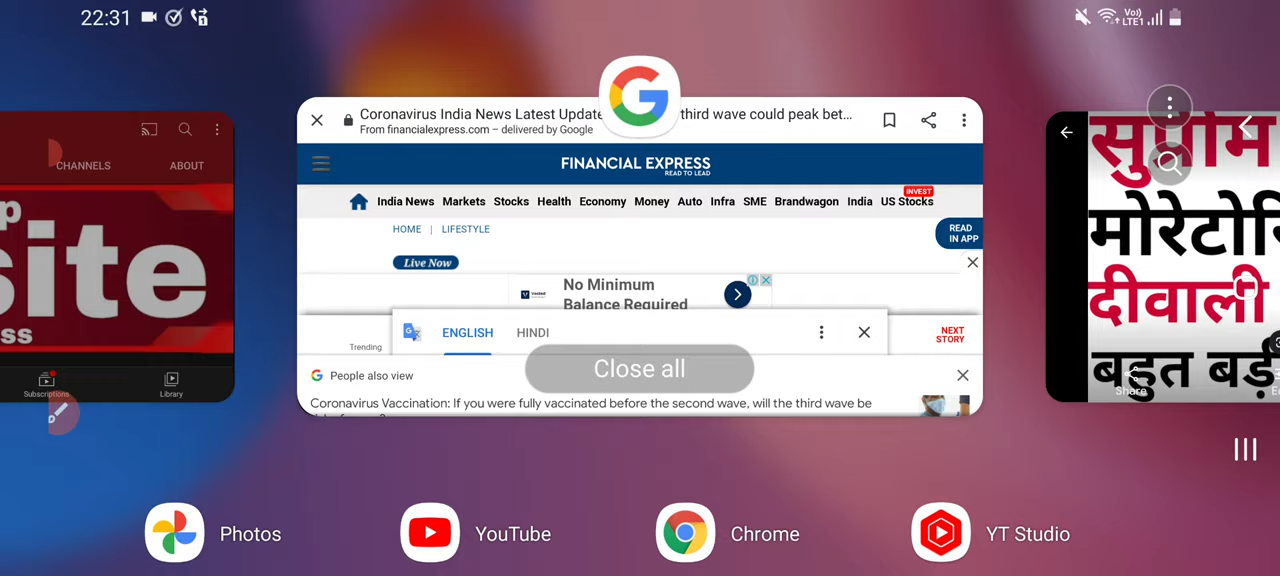 22:31
Vo))
LTE1
CHANNELS
ABOUT
site
ss
Subscriptions
Library
Coronavirus India News Latest Update
third wave could peak bet...
From financialexpress.com – delivered by Google
FINANCIAL EXPRESS
READ TO LEAD
INVEST
India News Markets Stocks Health Economy Money Auto Infra SME Brandwagon India US Stocks
HOME | LIFESTYLE
READ
IN APP
Live Now
No Minimum
Balance Required
ENGLISH HINDI
NEXT
STORY
Trending
Close all
People also view
Coronavirus Vaccination: If you were fully vaccinated before the second wave, will the third wave be
मोरेटोरि
दीवाली
बहुत बड़ी
Share
Photos
YouTube
Chrome
YT Studio